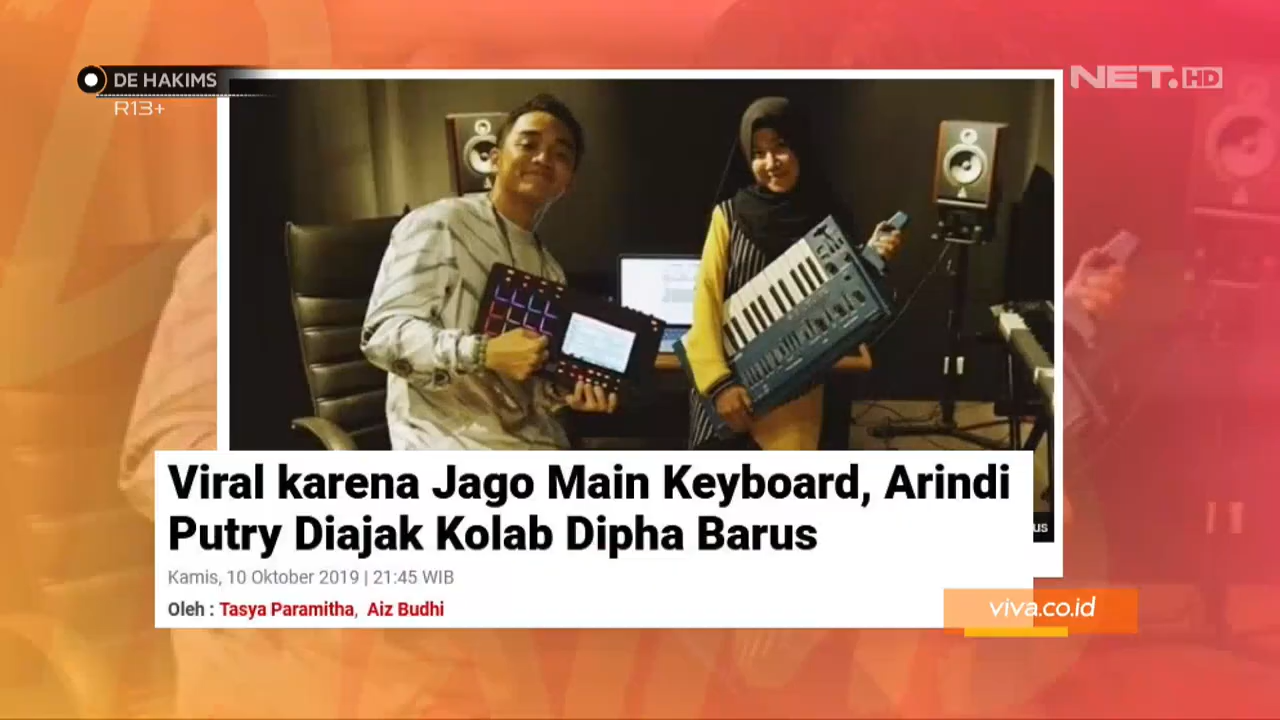 DE HAKIMS
R13+
NET. HD
us
Viral karena Jago Main Keyboard, Arindi
Putry Diajak Kolab Dipha Barus
Kamis, 10 Oktober 2019 | 21:45 WIB
Oleh : Tasya Paramitha, Aiz Budhi
viva.co.id